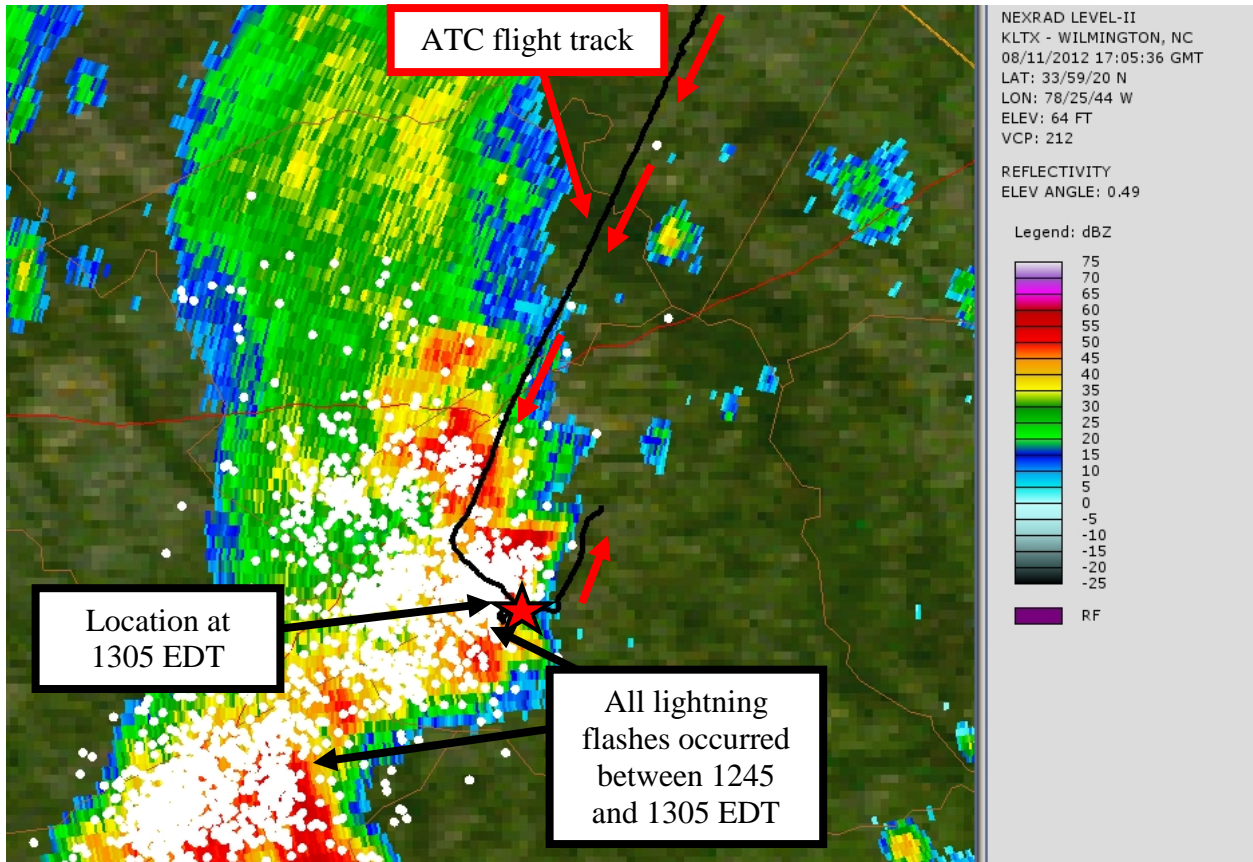 ATC flight track
Location at
1305 EDT
All lightning
flashes occurred
between 1245
and 1305 EDT
NEXRAD LEVEL-II
KLTX - WILMINGTON, NC
08/11/2012 17:05:36 GMT
LAT: 33/59/20 N
LON: 78/25/44 W
ELEV: 64 FT
VCP: 212
REFLECTIVITY
ELEV ANGLE: 0.49
Legend: dBZ
75
70
65
60
55
50
45
40
35
30
25
20
15
10
5
0
-5
-10
-15
-20
-25
RF